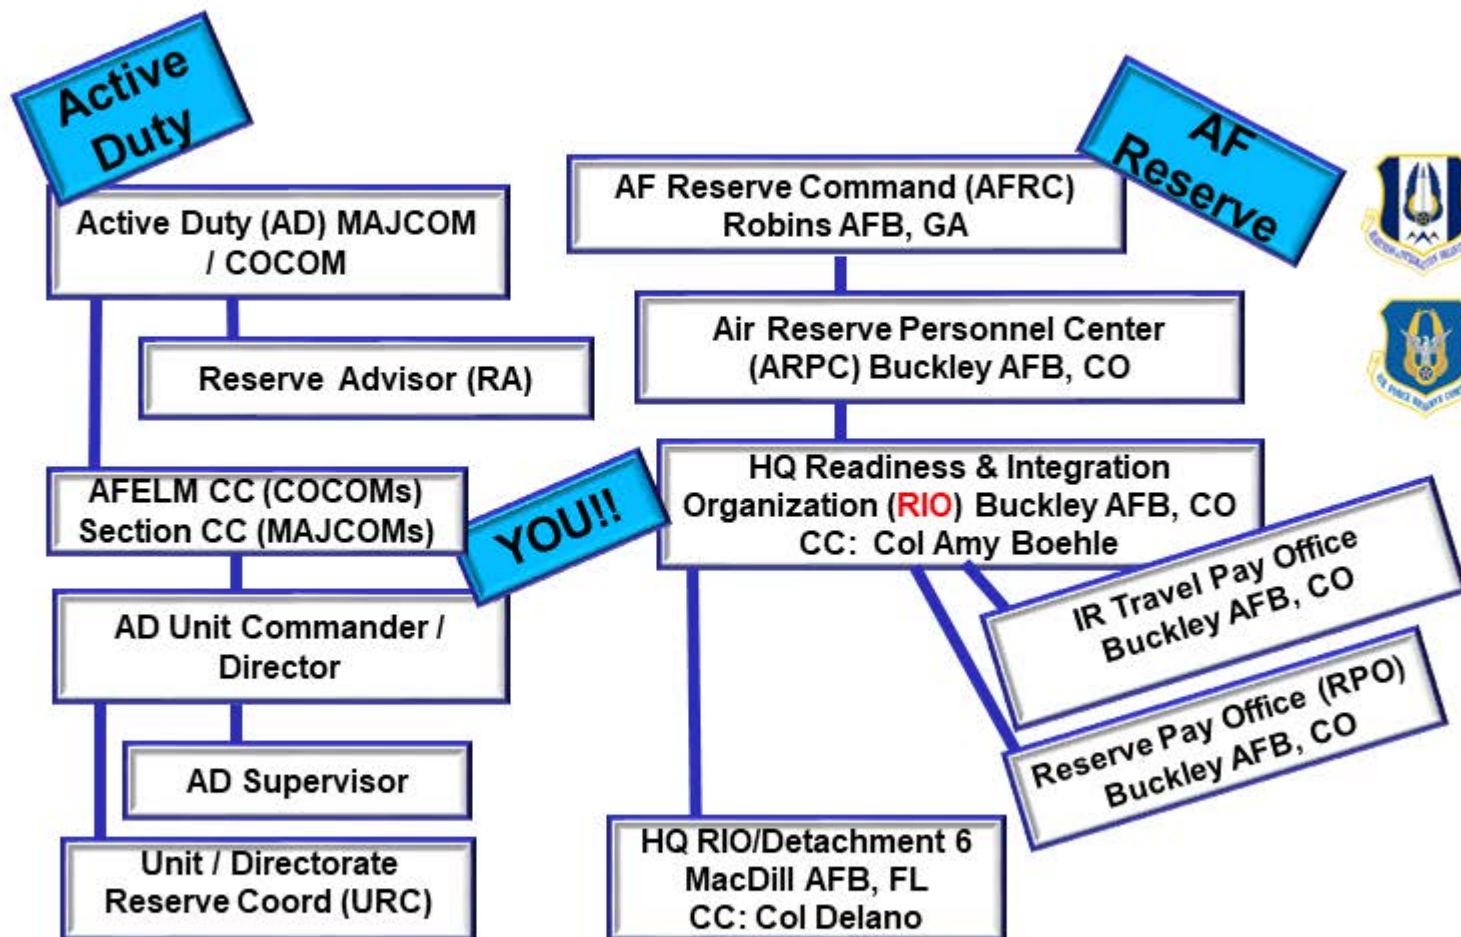 Active
Duty
Active Duty (AD) MAJCOM
/ COCOM
Reserve Advisor (RA)
AFELM CC (COCOMs)
Section CC (MAJCOMs)
AD Unit Commander /
Director
AD Supervisor
Unit / Directorate
Reserve Coord (URC)
YOU!!
AF
Reserve
AF Reserve Command (AFRC)
Robins AFB, GA
Air Reserve Personnel Center
(ARPC) Buckley AFB, CO
HQ Readiness & Integration
Organization (RIO) Buckley AFB, CO
CC:  Col Amy Boehle
IR Travel Pay Office
Buckley AFB, CO
Reserve Pay Office (RPO)
Buckley AFB, CO
HQ RIO/Detachment 6
MacDill AFB, FL
CC: Col Delano